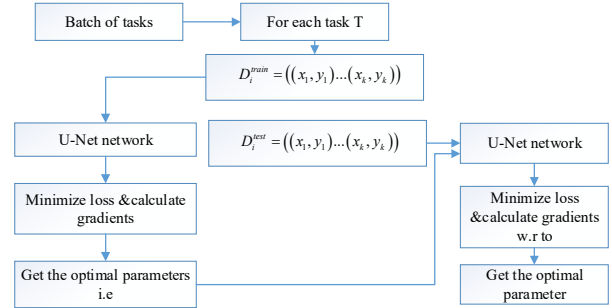 Batch of tasks
For each task T
D_i^{train} = ((x_1, y_1)...(x_k, y_k))
U-Net network
D_i^{test} = ((x_1, y_1)...(x_k, y_k))
U-Net network
Minimize loss &calculate
gradients
Minimize loss
&calculate gradients
w.r to
Get the optimal parameters
i.e
Get the optimal
parameter